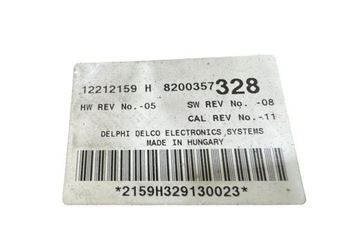 12212159 H 8200357328
HW REV No.-05 SW REV No. -08
CAL REV No.-11
DELPHI DELCO ELECTRONICS SYSTEMS
MADE IN HUNGARY
*2159H329130023*